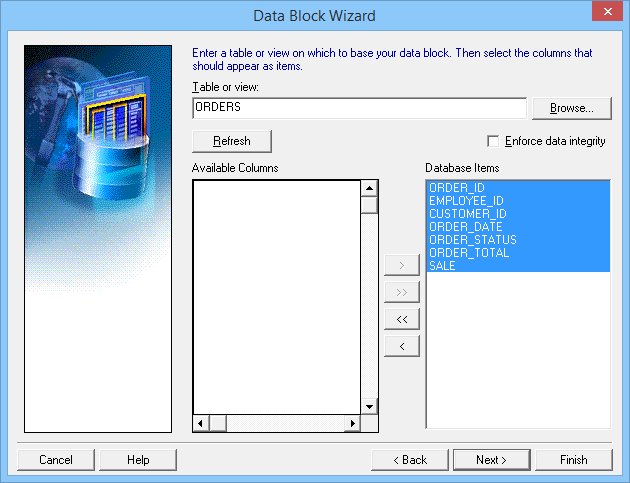 Data Block Wizard
Enter a table or view on which to base your data block. Then select the columns that
should appear as items.
Table or view:
ORDERS
Browse...
Refresh
Enforce data integrity
Available Columns
Database Items
ORDER_ID
EMPLOYEE_ID
CUSTOMER_ID
ORDER_DATE
ORDER_STATUS
ORDER_TOTAL
SALE
>
>>
<<
<
Cancel
Help
< Back
Next >
Finish